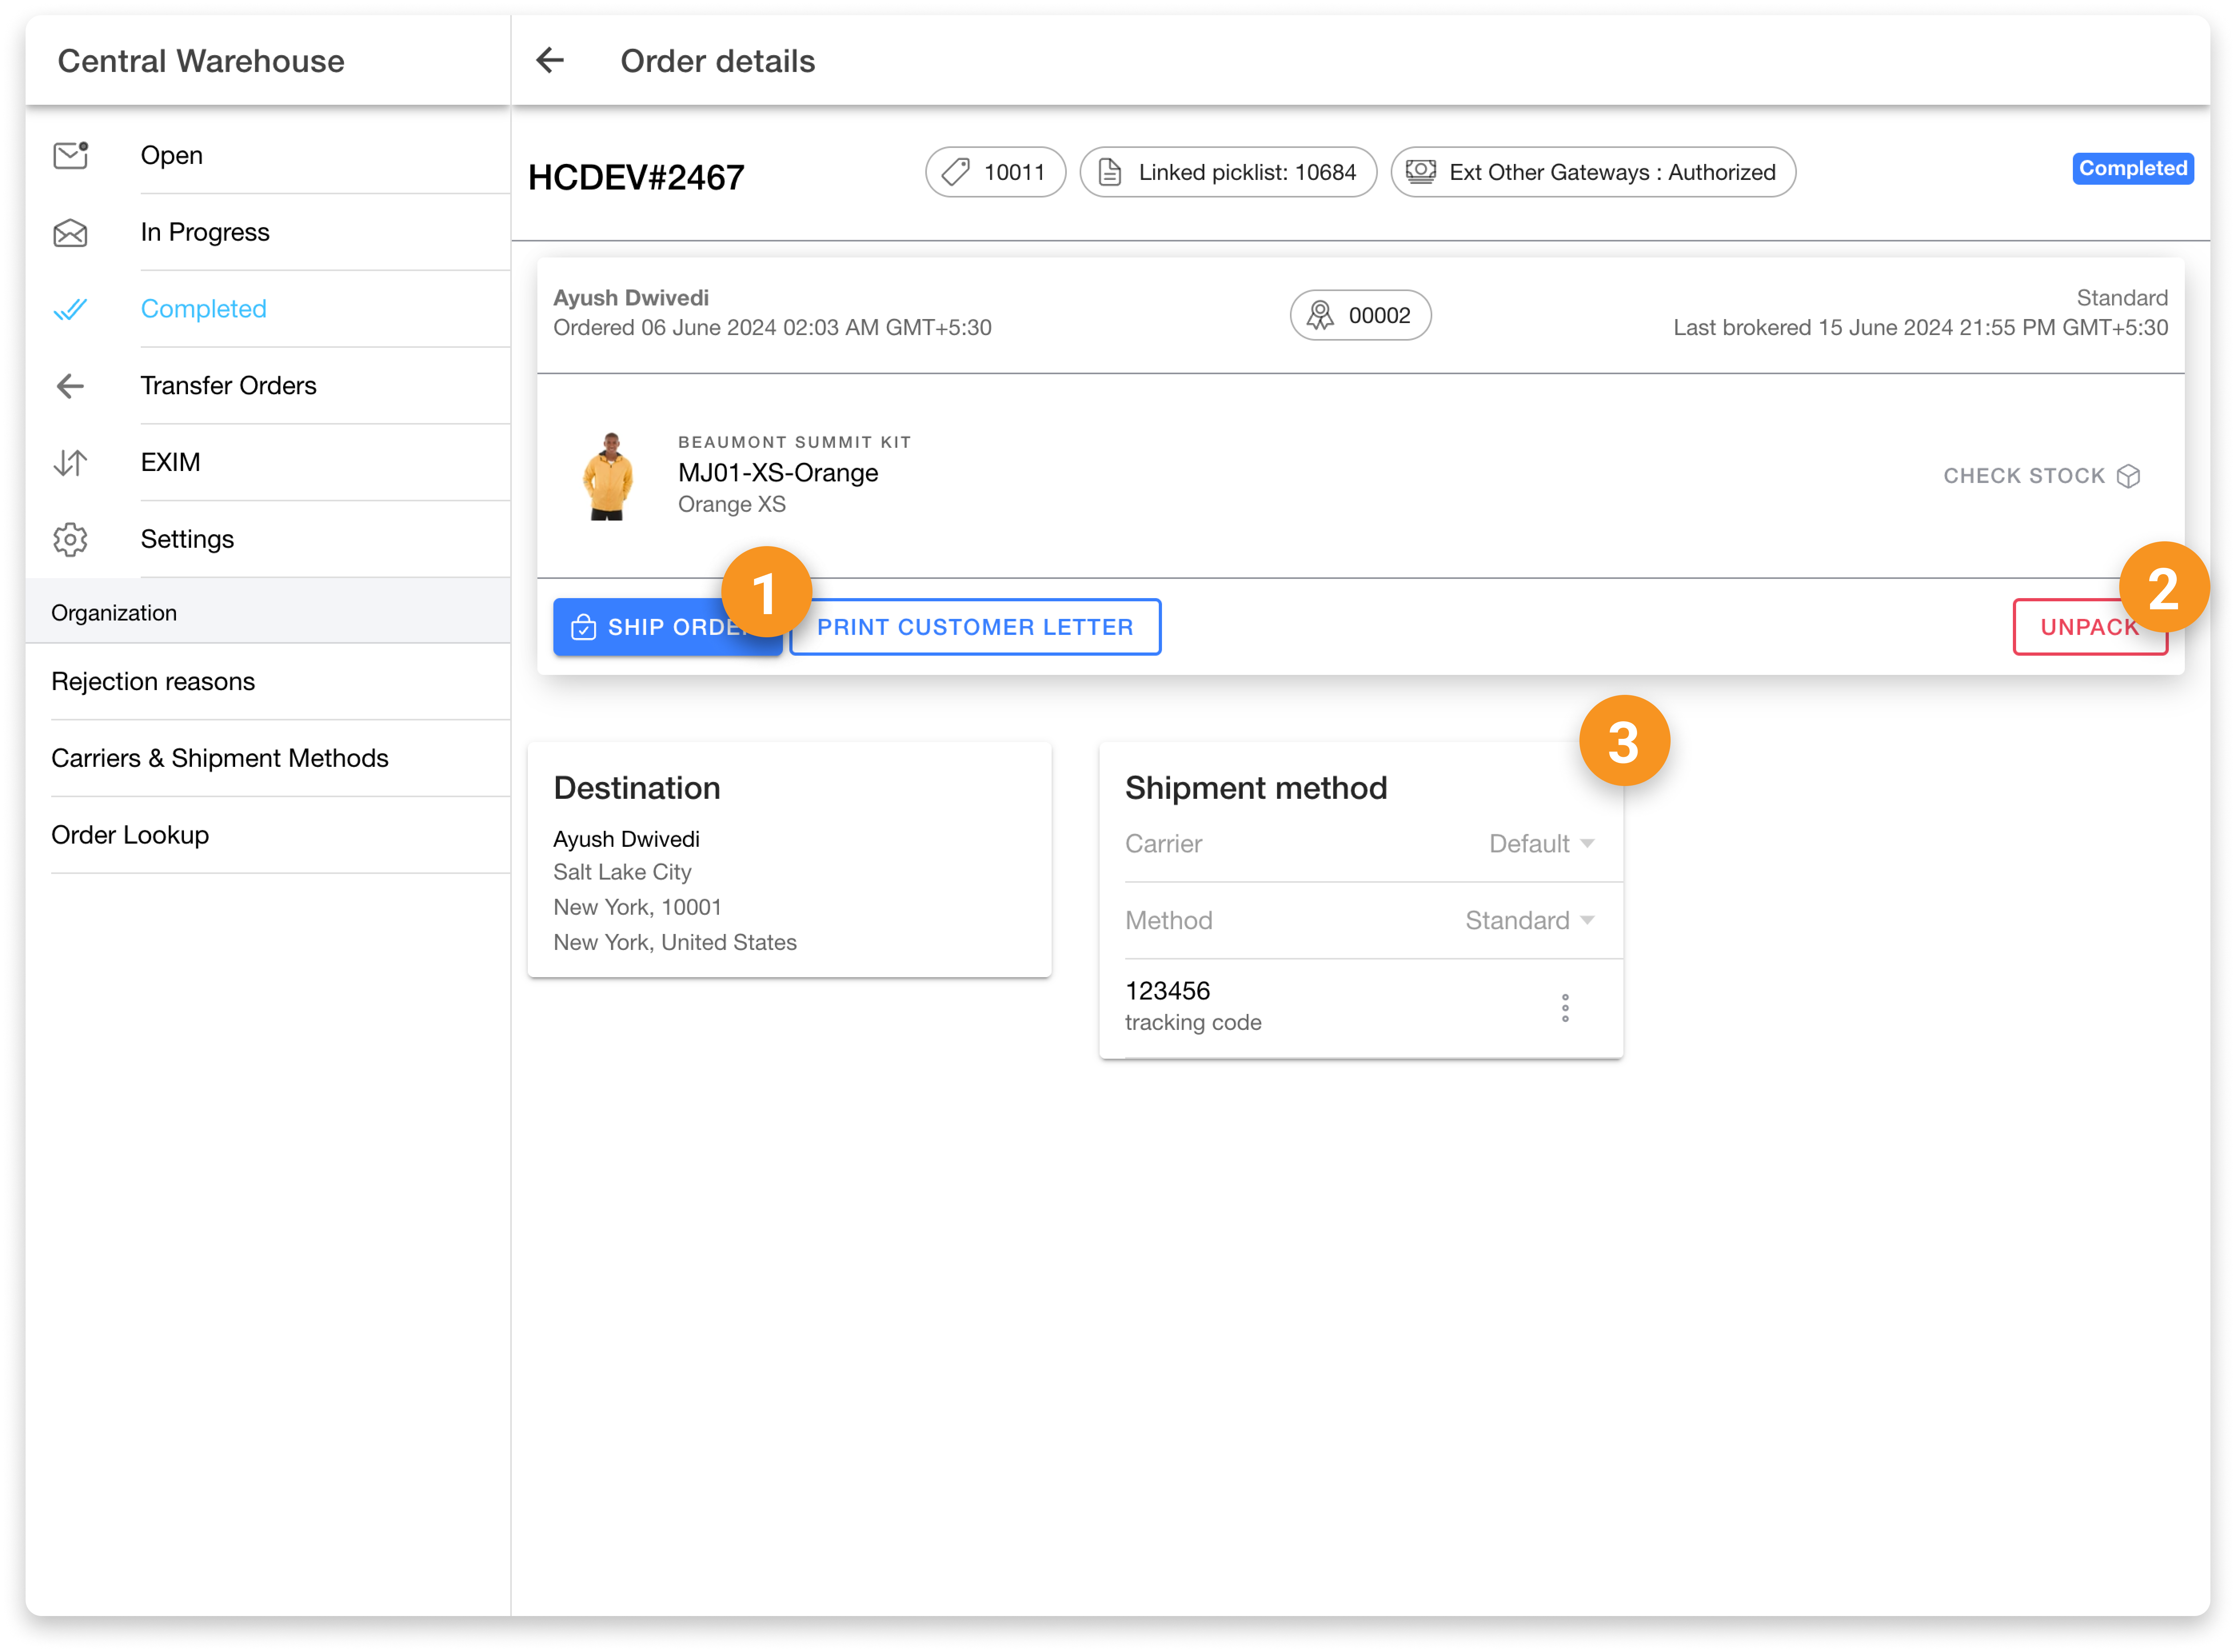 Central Warehouse
Open
In Progress
Completed
Transfer Orders
EXIM
Settings
Organization
Rejection reasons
Carriers & Shipment Methods
Order Lookup
Order details
HCDEV#2467
10011
Linked picklist: 10684
Ext Other Gateways : Authorized
Completed
Ayush Dwivedi
Ordered 06 June 2024 02:03 AM GMT+5:30
00002
Standard
Last brokered 15 June 2024 21:55 PM GMT+5:30
BEAUMONT SUMMIT KIT
MJ01-XS-Orange
Orange XS
CHECK STOCK
1
2
SHIP ORDE
PRINT CUSTOMER LETTER
UNPACK
3
Destination
Ayush Dwivedi
Salt Lake City
New York, 10001
New York, United States
Shipment method
Carrier
Default
Method
Standard
123456
tracking code